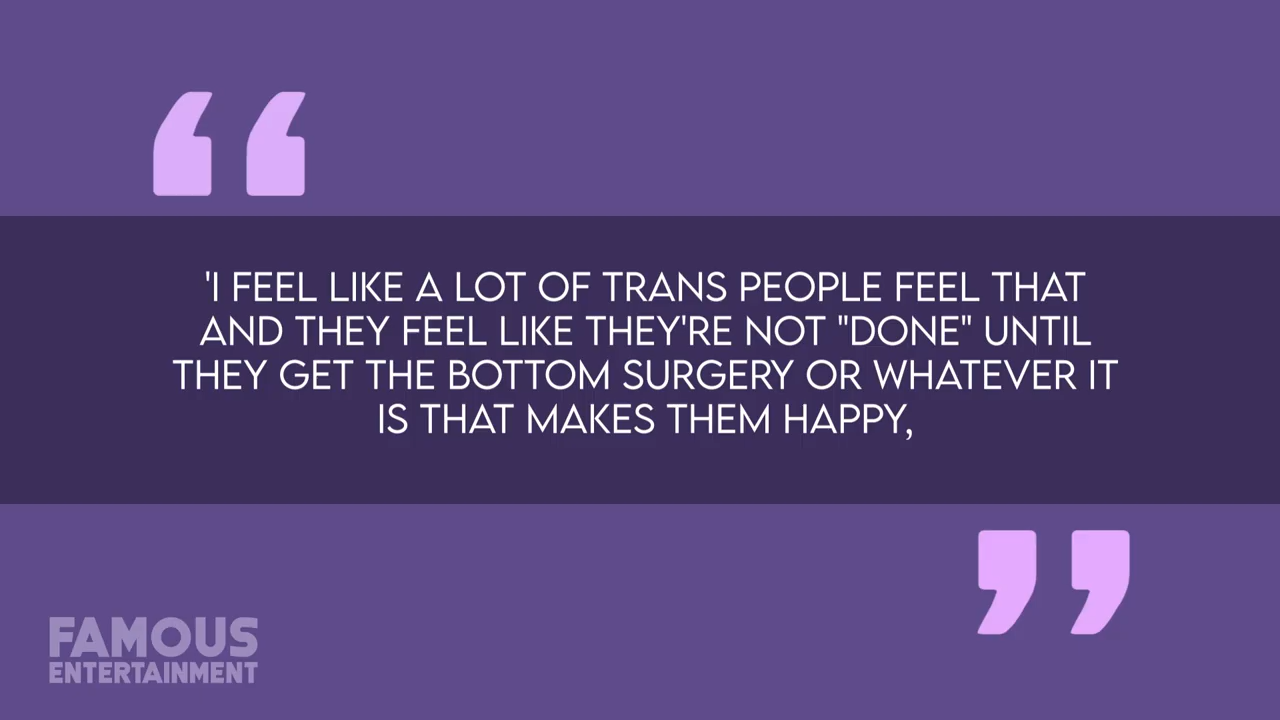 'I FEEL LIKE A LOT OF TRANS PEOPLE FEEL THAT
AND THEY FEEL LIKE THEY'RE NOT "DONE" UNTIL
THEY GET THE BOTTOM SURGERY OR WHATEVER IT
IS THAT MAKES THEM HAPPY,
FAMOUS
ENTERTAINMENT